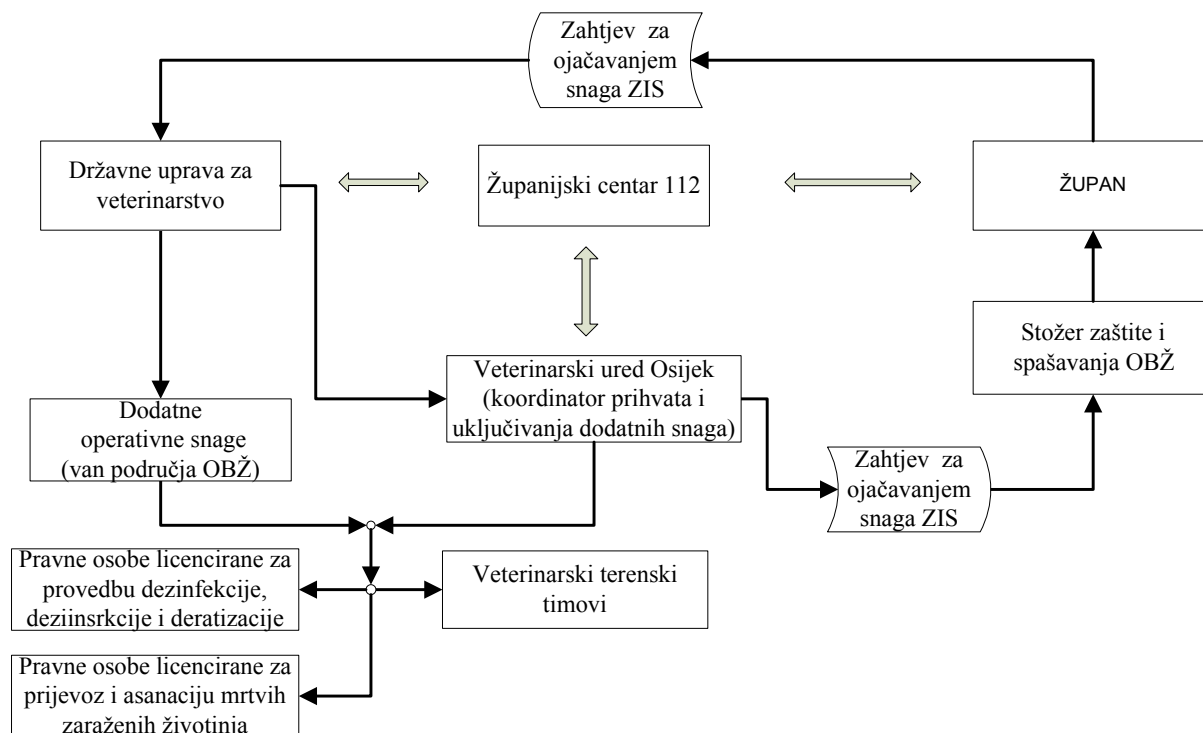 Zahtjev za
ojačavanjem
snaga ZIS
Državne uprava za
veterinarstvo
Županijski centar 112
ŽUPAN
Stožer zaštite i
spašavanja OBŽ
Veterinarski ured Osijek
(koordinator prihvata i
uključivanja dodatnih snaga)
Dodatne
operativne snage
(van područja OBŽ)
Zahtjev za
ojačavanjem
snaga ZIS
Pravne osobe licencirane za
provedbu dezinfekcije,
deziinsrkcije i deratizacije
Veterinarski terenski
timovi
Pravne osobe licencirane za
prijevoz i asanaciju mrtvih
zaraženih životinja